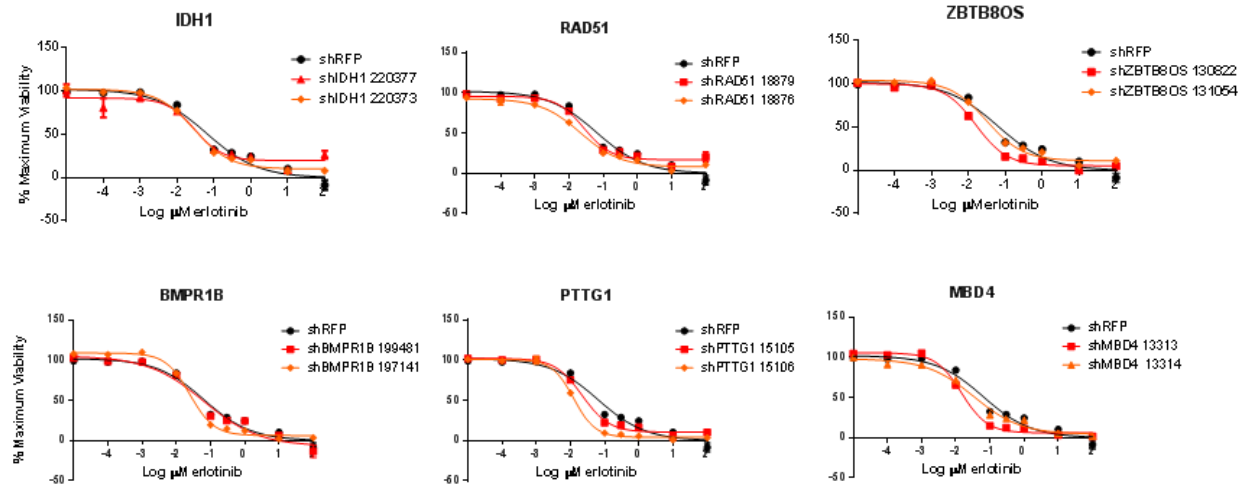 IDH1
150
100
50
0
-50
-4
-3
-2
-1
0
1
2
% Maximum Viability
Log µM erlotinib
shRFP
shIDH1 220377
shIDH1 220373
RAD51
150
100
50
0
-60
-4
-3
-2
-1
0
1
2
Log µM erlotinib
shRFP
shRAD51 18879
shRAD51 18876
ZBTB8OS
150
100
50
0
-50
-4
-3
-2
-1
0
1
2
Log µM erlotinib
shRFP
shZBTB8OS 130822
shZBTB8OS 131054
BMPR1B
150
100
50
0
-50
-4
-3
-2
-1
0
1
2
% Maximum Viability
Log µM erlotinib
shRFP
shBMPR1B 199481
shBMPR1B 197141
PTTG1
150
100
50
0
-50
-4
-3
-2
-1
0
1
2
Log µM erlotinib
shRFP
shPTTG1 15105
shPTTG1 15106
MBD4
150
100
50
0
-50
-4
-3
-2
-1
0
1
2
Log µM erlotinib
shRFP
shMBD4 13313
shMBD4 13314